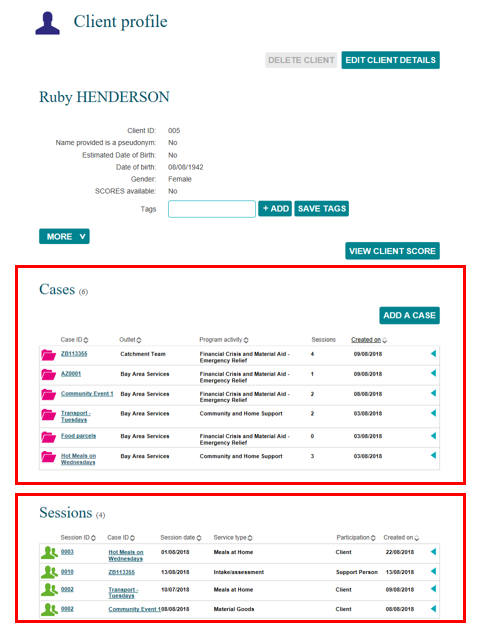 Client profile
DELETE CLIENT EDIT CLIENT DETAILS
Ruby HENDERSON
Client ID: 005
Name provided is a pseudonym: No
Estimated Date of Birth: No
Date of birth: 08/08/1942
Gender: Female
SCORES available: No
Tags + ADD SAVE TAGS
MORE V
VIEW CLIENT SCORE
Cases (6)
ADD A CASE
Case ID Outlet Program activity Sessions Created on
ZB113355 Catchment Team Financial Crisis and Material Aid - 4 09/08/2018
Emergency Relief
AZ0001 Bay Area Services Financial Crisis and Material Aid - 1 09/08/2018
Emergency Relief
Community Event 1 Bay Area Services Financial Crisis and Material Aid - 2 08/08/2018
Emergency Relief
Transport - Bay Area Services Community and Home Support 2 03/08/2018
Tuesdays
Food parcels Bay Area Services Financial Crisis and Material Aid - 0 03/08/2018
Emergency Relief
Hot Meals on Bay Area Services Community and Home Support 3 03/08/2018
Wednesdays
Sessions (4)
Session ID Case ID Session date Service type Participation Created on
0003 Hot Meals on 01/08/2018 Meals at Home Client 22/08/2018
Wednesdays
0010 ZB113355 13/08/2018 Intake/assessment Support Person 13/08/2018
0002 Transport - 10/07/2018 Meals at Home Client 09/08/2018
Tuesdays
0002 Community Event 1 08/08/2018 Material Goods Client 08/08/2018